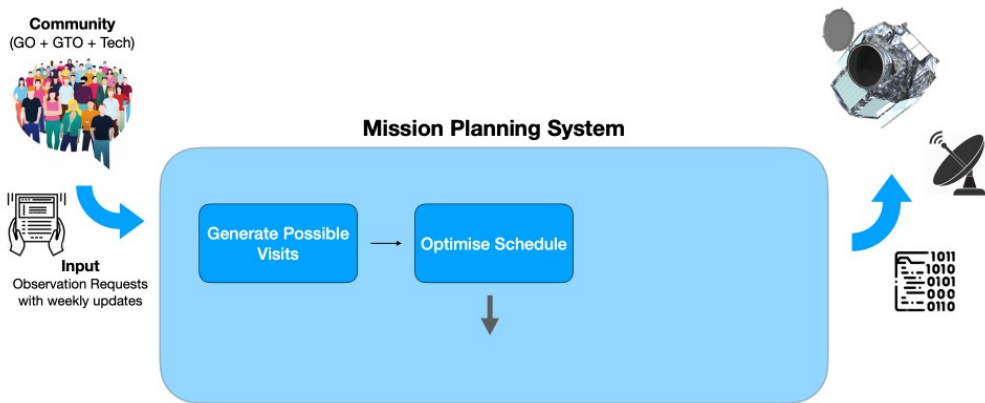 Community
(GO + GTO + Tech)
Mission Planning System
Generate Possible
Visits
Optimise Schedule
Input
Observation Requests
with weekly updates
1011
1010
0101
000
0110